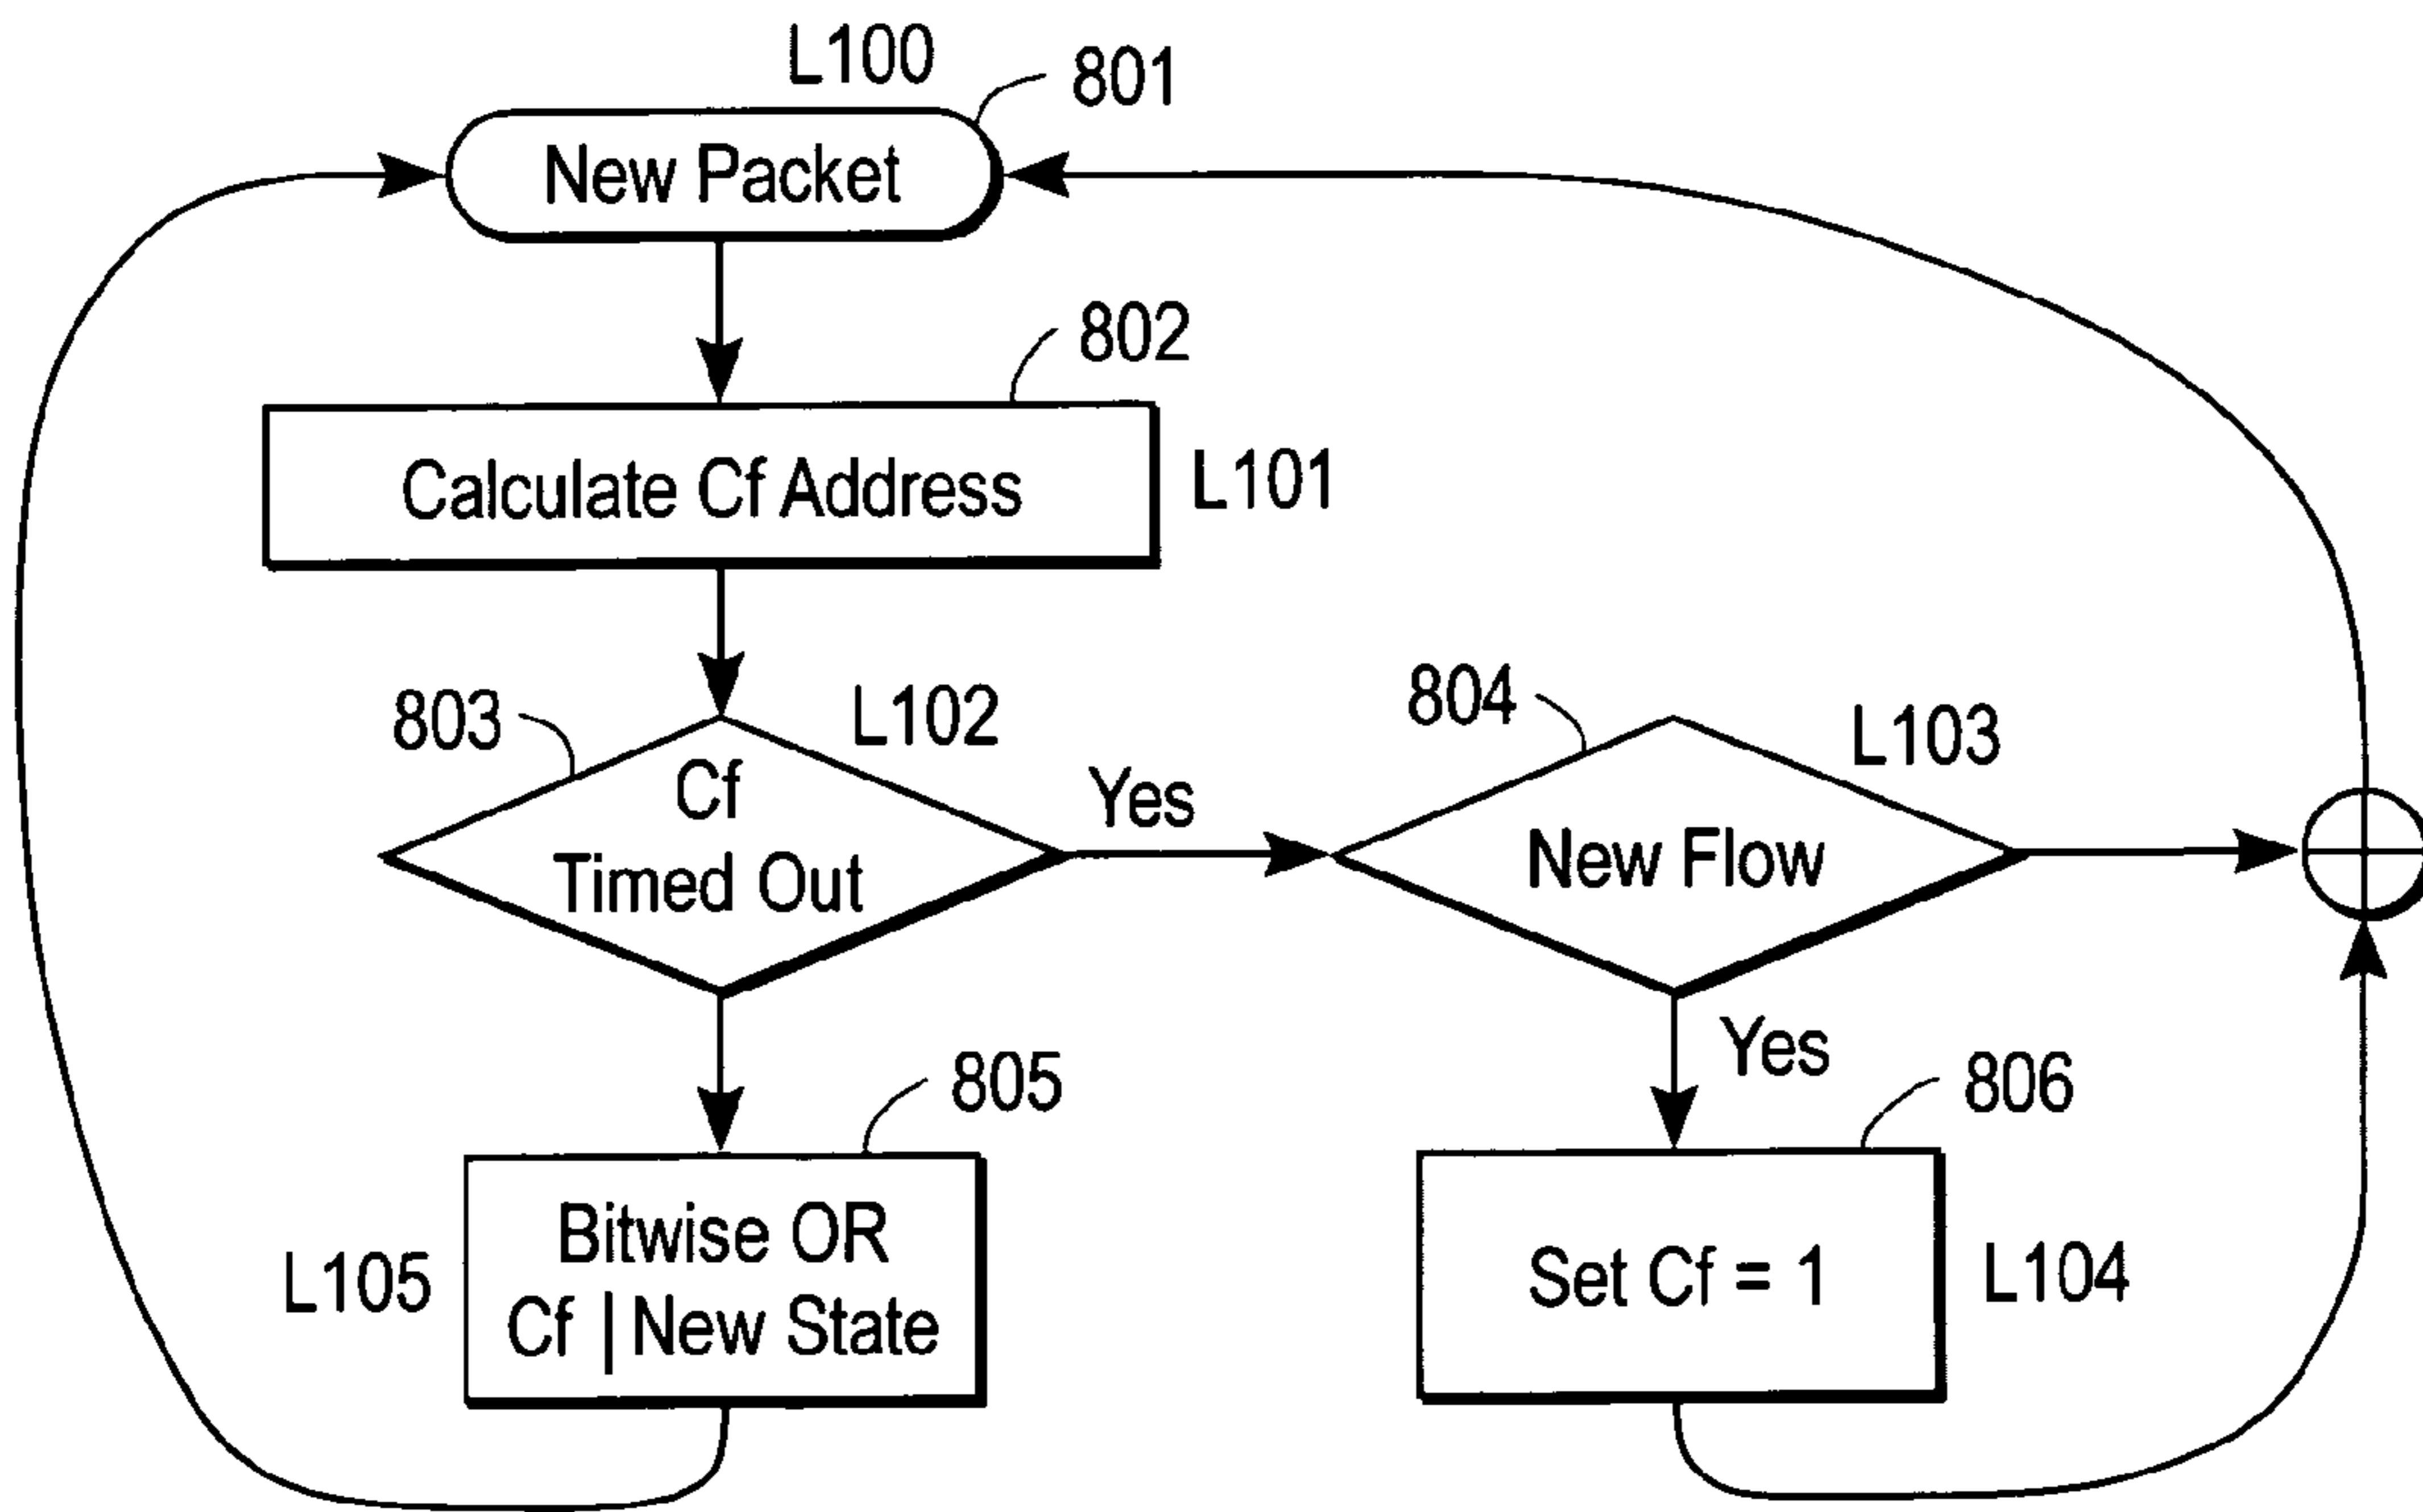 L100
801
New Packet
802
Calculate Cf Address
L101
803
L102
Cf
Timed Out
Yes
804
L103
New Flow
Yes
805
Bitwise OR
Cf | New State
L105
806
Set Cf = 1
L104